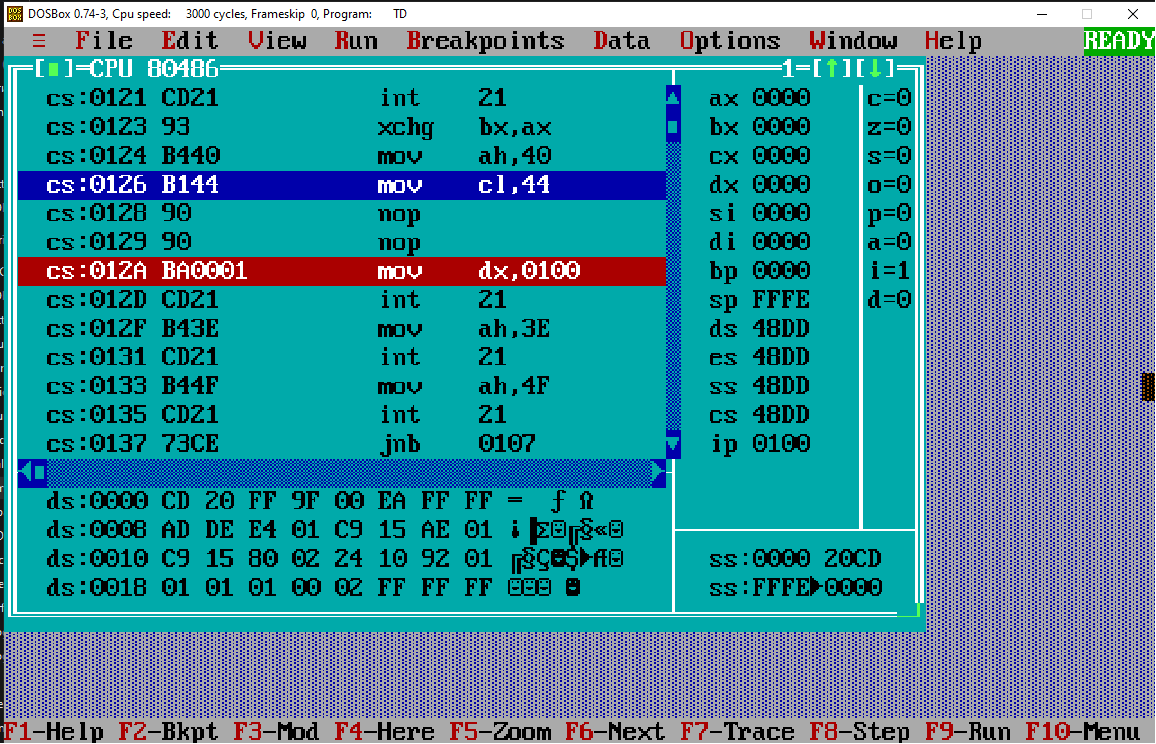 DOSBox 0.74-3, Cpu speed: 3000 cycles, Frameskip 0, Program: TD
≡ File Edit View Run Breakpoints Data Options Window Help READY
[■]=CPU 80486 1=[↑][↓]
cs:0121 CD21 int 21 ax 0000 c=0
cs:0123 93 xchg bx,ax bx 0000 z=0
cs:0124 B440 mov ah,40 cx 0000 s=0
cs:0126 B144 mov cl,44 dx 0000 o=0
cs:0128 90 nop si 0000 p=0
cs:0129 90 nop di 0000 a=0
cs:012A BA0001 mov dx,0100 bp 0000 i=1
cs:012D CD21 int 21 sp FFFE d=0
cs:012F B43E mov ah,3E ds 48DD
cs:0131 CD21 int 21 es 48DD
cs:0133 B44F mov ah,4F ss 48DD
cs:0135 CD21 int 21 cs 48DD
cs:0137 73CE jnb 0107 ip 0100
ds:0000 CD 20 FF 9F 00 EA FF FF = ƒ Ω
ds:0008 AD DE E4 01 C9 15 AE 01 ¡▐Σ☺╔§«☺
ds:0010 C9 15 80 02 24 10 92 01 ╔§Ç☻$►Æ☺ ss:0000 20CD
ds:0018 01 01 01 00 02 FF FF FF ☺☺☺ ☻ ss:FFFE►0000
F1-Help F2-Bkpt F3-Mod F4-Here F5-Zoom F6-Next F7-Trace F8-Step F9-Run F10-Menu